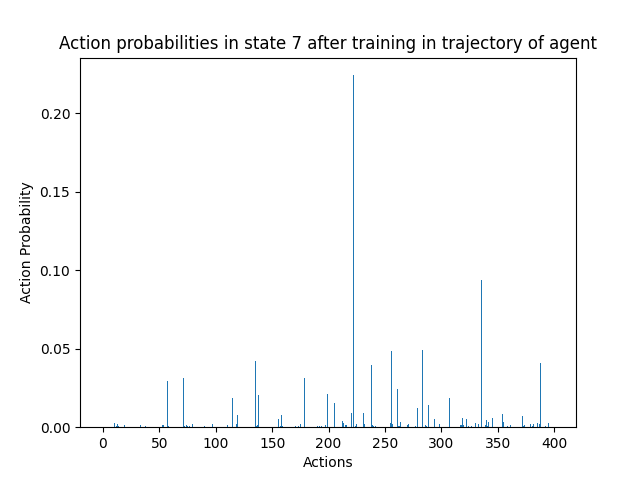 Action probabilities in state 7 after training in trajectory of agent
0.20
0.15
0.10
0.05
0.00
Action Probability
0 50 100 150 200 250 300 350 400
Actions